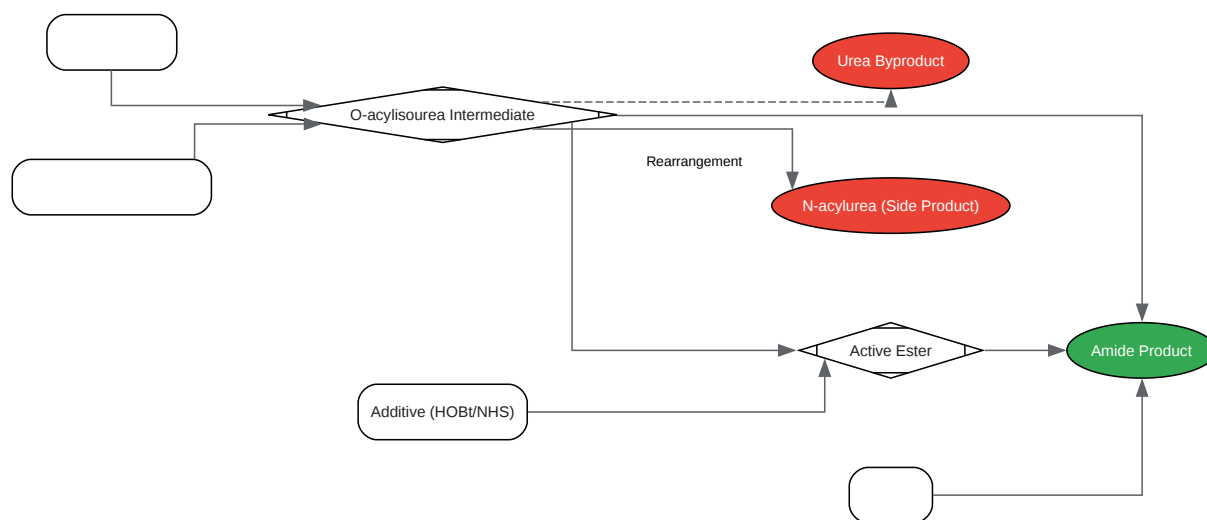 Urea Byproduct
O-acylisourea Intermediate
Rearrangement
N-acylurea (Side Product)
Active Ester
Amide Product
Additive (HOBt/NHS)